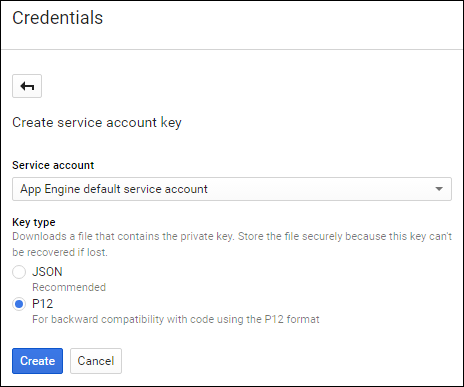 Credentials
Create service account key
Service account
App Engine default service account
Key type
Downloads a file that contains the private key. Store the file securely because this key can't
be recovered if lost.
JSON
Recommended
P12
For backward compatibility with code using the P12 format
Create Cancel